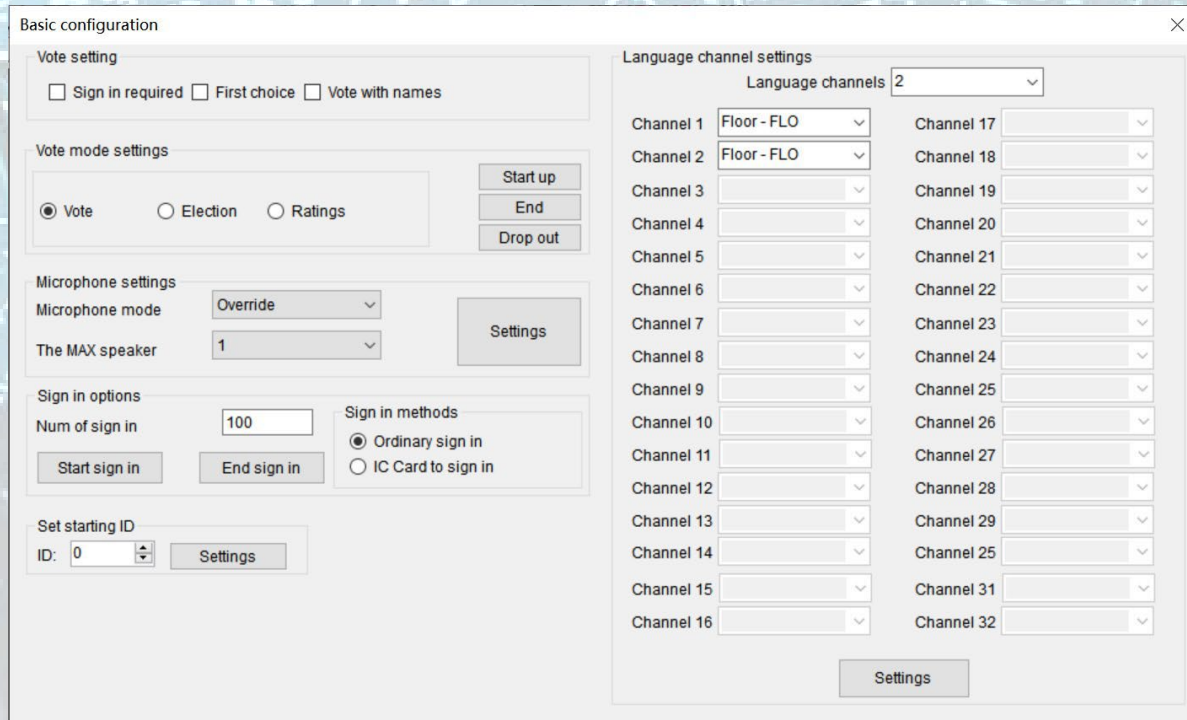 Basic configuration
Vote setting
Sign in required First choice Vote with names
Vote mode settings
Vote Election Ratings
Start up
End
Drop out
Microphone settings
Microphone mode Override
The MAX speaker 1
Settings
Sign in options
Num of sign in 100
Start sign in End sign in
Sign in methods
Ordinary sign in
IC Card to sign in
Set starting ID
ID: 0 Settings
Language channel settings
Language channels 2
Channel 1 Floor - FLO Channel 17
Channel 2 Floor - FLO Channel 18
Channel 3 Channel 19
Channel 4 Channel 20
Channel 5 Channel 21
Channel 6 Channel 22
Channel 7 Channel 23
Channel 8 Channel 24
Channel 9 Channel 25
Channel 10 Channel 26
Channel 11 Channel 27
Channel 12 Channel 28
Channel 13 Channel 29
Channel 14 Channel 25
Channel 15 Channel 31
Channel 16 Channel 32
Settings